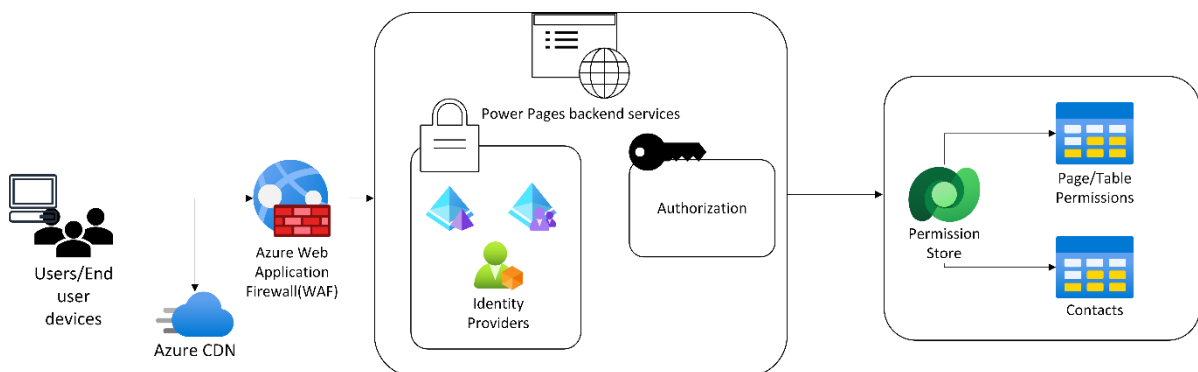 Users/End
user
devices
Azure CDN
Azure Web
Application
Firewall(WAF)
Power Pages backend services
Identity
Providers
Authorization
Permission
Store
Page/Table
Permissions
Contacts